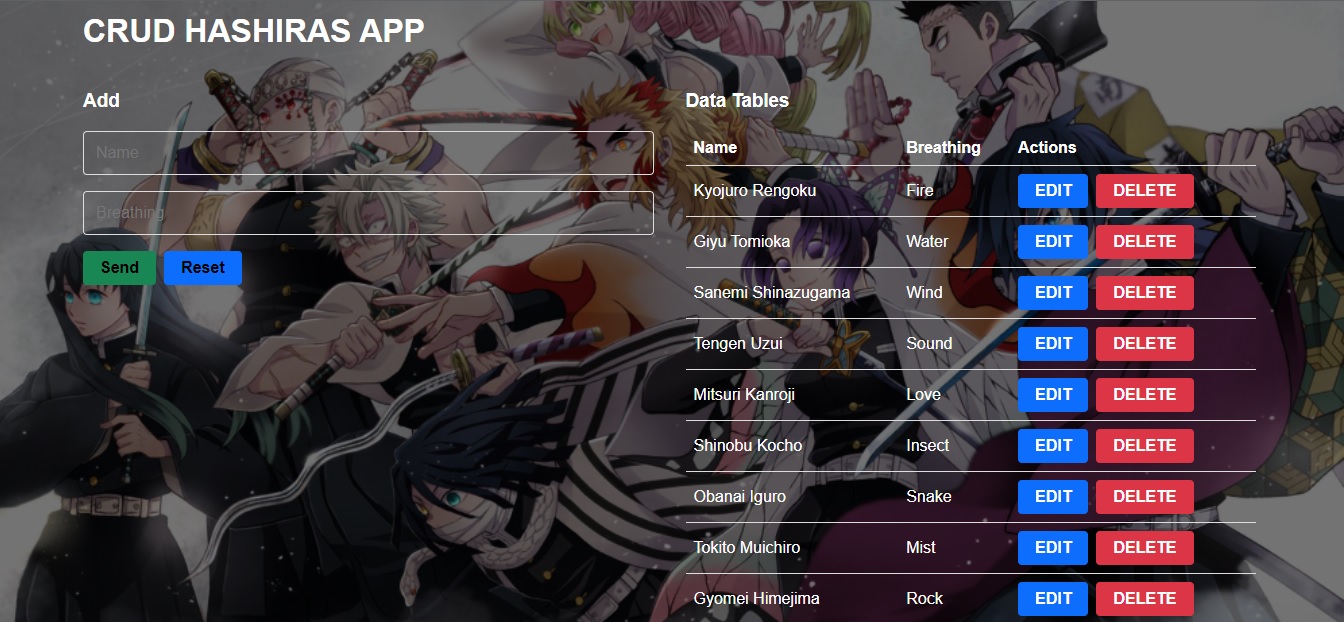 CRUD HASHIRAS APP
Add
Name
Breathing
Send Reset
Data Tables
Name Breathing Actions
Kyojuro Rengoku Fire EDIT DELETE
Giyu Tomioka Water EDIT DELETE
Sanemi Shinazugama Wind EDIT DELETE
Tengen Uzui Sound EDIT DELETE
Mitsuri Kanroji Love EDIT DELETE
Shinobu Kocho Insect EDIT DELETE
Obanai Iguro Snake EDIT DELETE
Tokito Muichiro Mist EDIT DELETE
Gyomei Himejima Rock EDIT DELETE